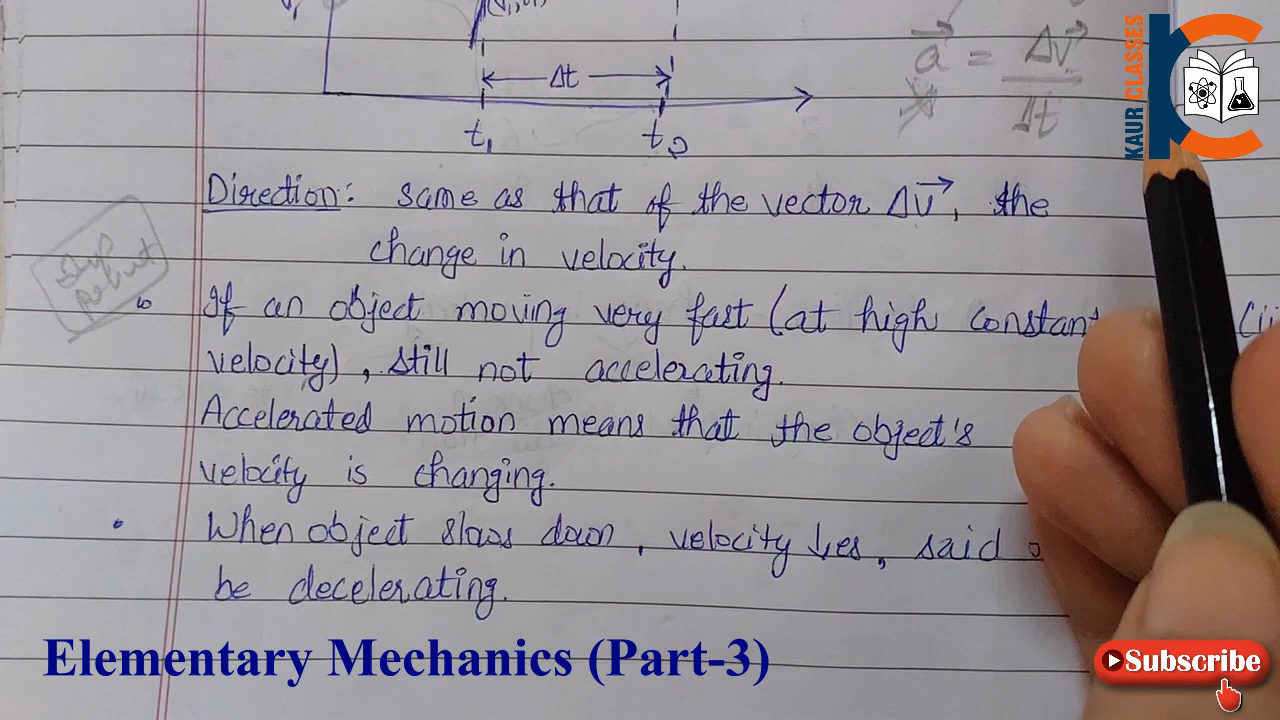 Δt
t₁
t₂
a⃗ = Δv⃗
Δt
KAUR CLASSES
Direction: same as that of the vector Δv⃗, the
change in velocity.
Imp
Point
If an object moving very fast (at high constant
velocity), still not accelerating.
Accelerated motion means that the object's
velocity is changing.
• When object slows down, velocity ↓es, said
be decelerating.
Elementary Mechanics (Part-3)
Subscribe